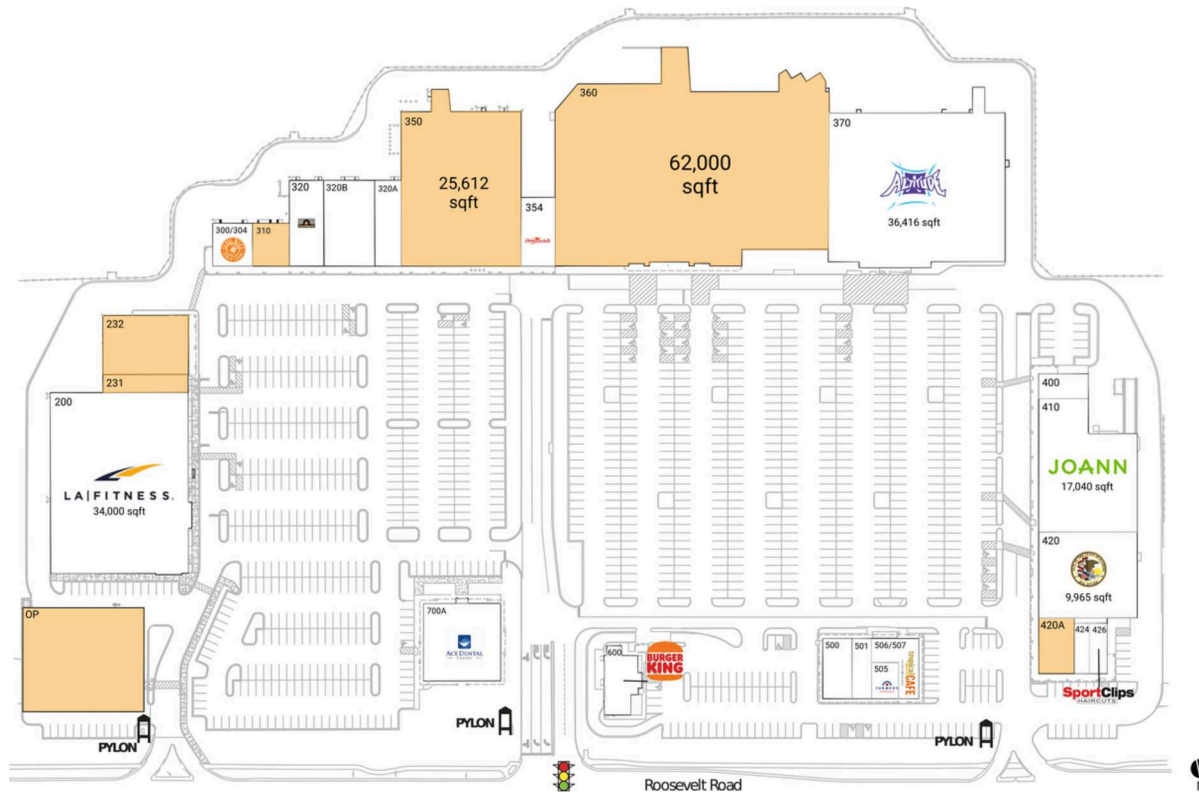 360
350
370
62,000
sqft
25,612
sqft
ALTITUDE
36,416 sqft
320
320B
320A
354
300/304
310
232
231
200
LA|FITNESS.
34,000 sqft
400
410
JOANN
17,040 sqft
420
9,965 sqft
OP
700A
ACE DENTAL
420A
424
426
600
BURGER
KING
500
501
506/507
505
FARMERS
CAFE
SportClips
HAIRCUTS
PYLON
PYLON
PYLON
Roosevelt Road